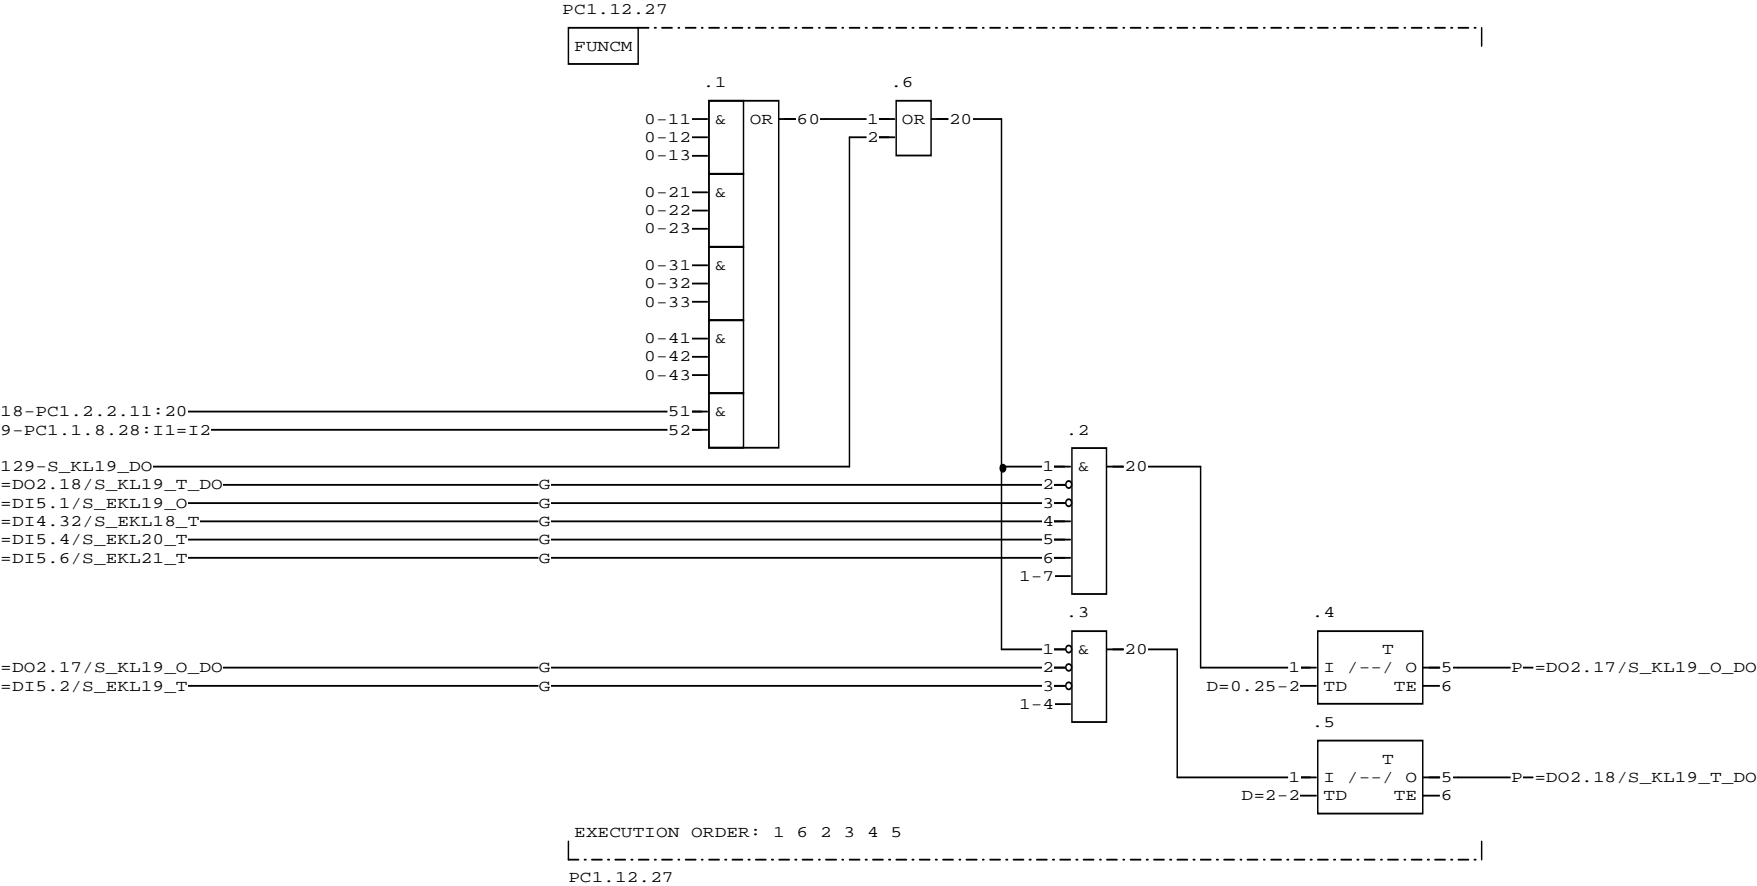 PC1.12.27
FUNCM
.1 .6
0-11 & OR 60 1 OR 20
0-12 2
0-13
0-21 &
0-22
0-23
0-31 &
0-32
0-33
0-41 &
0-42
0-43
18-PC1.2.2.11:20 51 &
9-PC1.1.8.28:I1=I2 52
.2
129-S_KL19_DO 1 & 20
=DO2.18/S_KL19_T_DO G 2
=DI5.1/S_EKL19_O G 3
=DI4.32/S_EKL18_T G 4
=DI5.4/S_EKL20_T G 5
=DI5.6/S_EKL21_T G 6
1-7
.3 .4
1 & 20 T
=DO2.17/S_KL19_O_DO G 2 1 I /--/ O 5 P =DO2.17/S_KL19_O_DO
=DI5.2/S_EKL19_T G 3 D=0.25-2 TD TE 6
1-4
.5
T
1 I /--/ O 5 P =DO2.18/S_KL19_T_DO
D=2-2 TD TE 6
EXECUTION ORDER: 1 6 2 3 4 5
PC1.12.27